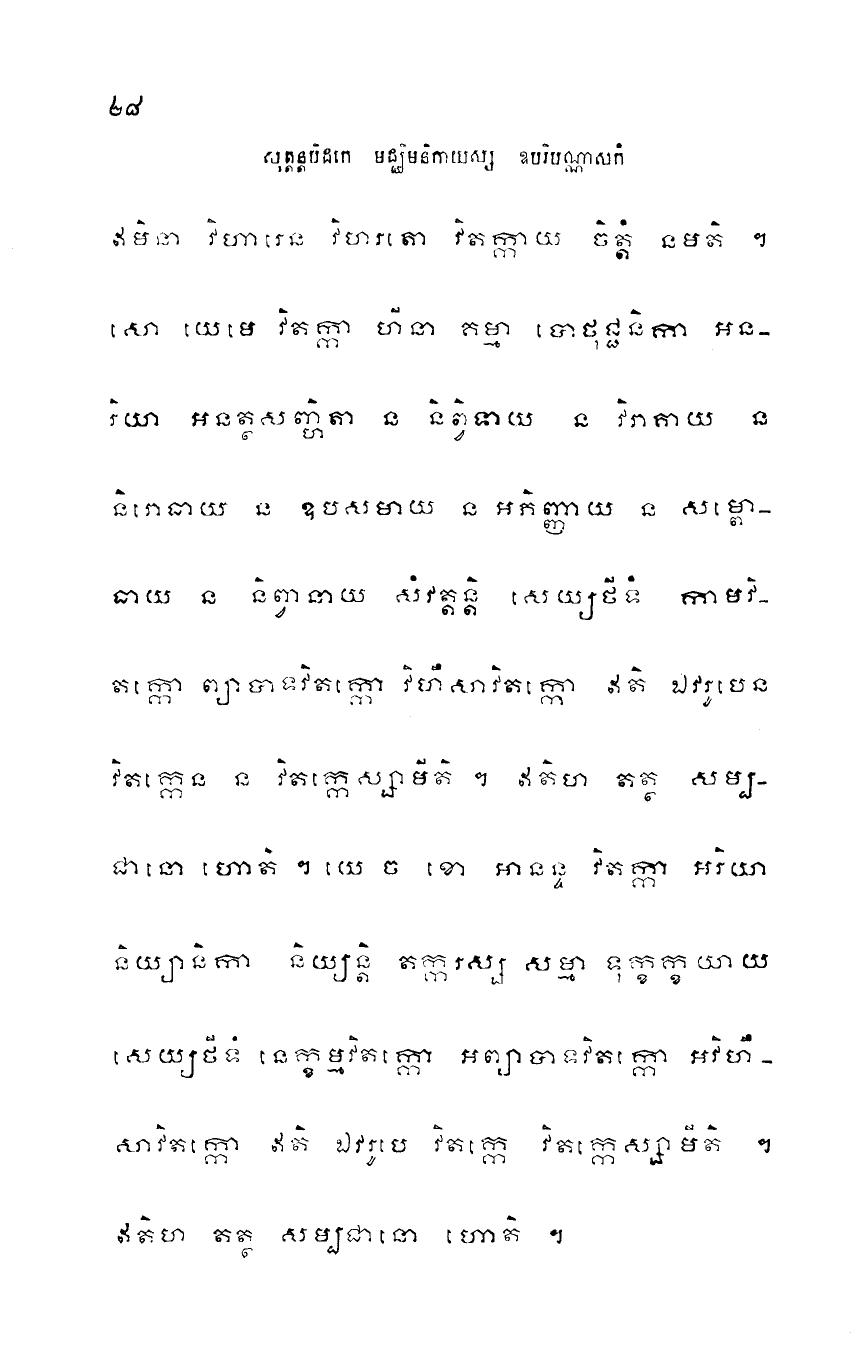 ២៨
សុត្តន្តបិដកេ មជ្ឈិមនិកាយស្ស ឧបរិបណ្ណាសកំ
ឥមិនា វិហារេន វិហរតោ វិតក្កាយ ចិត្តំ នមតិ ។
សោ យេមេ វិតក្កា ហីនា គម្មា បោថុជ្ជនិកា អន-
រិយា អនត្ថសញ្ហិតា ន និព្វិទាយ ន វិរាគាយ ន
និរោធាយ ន ឧបសមាយ ន អភិញ្ញាយ ន សម្ពោ-
ធាយ ន និព្វានាយ សំវត្តន្តិ សេយ្យថីទំ កាមវិ-
តក្កោ ព្យាបាទវិតក្កោ វិហឹសាវិតក្កោ ឥតិ ឯវរូបេន
វិតក្កេន ន វិតក្កេស្សាមីតិ ។ ឥតិហ តត្ថ សម្ប-
ជានោ ហោតិ ។ យេ ច ខោ អានន្ទ វិតក្កា អរិយា
និយ្យានិកា និយ្យន្តិ តក្ករស្ស សម្មា ទុក្ខក្ខយាយ
សេយ្យថីទំ នេក្ខម្មវិតក្កោ អព្យាបាទវិតក្កោ អវិហឹ-
សាវិតក្កោ ឥតិ ឯវរូបេ វិតក្កេ វិតក្កេស្សាមីតិ ។
ឥតិហ តត្ថ សម្បជានោ ហោតិ ។